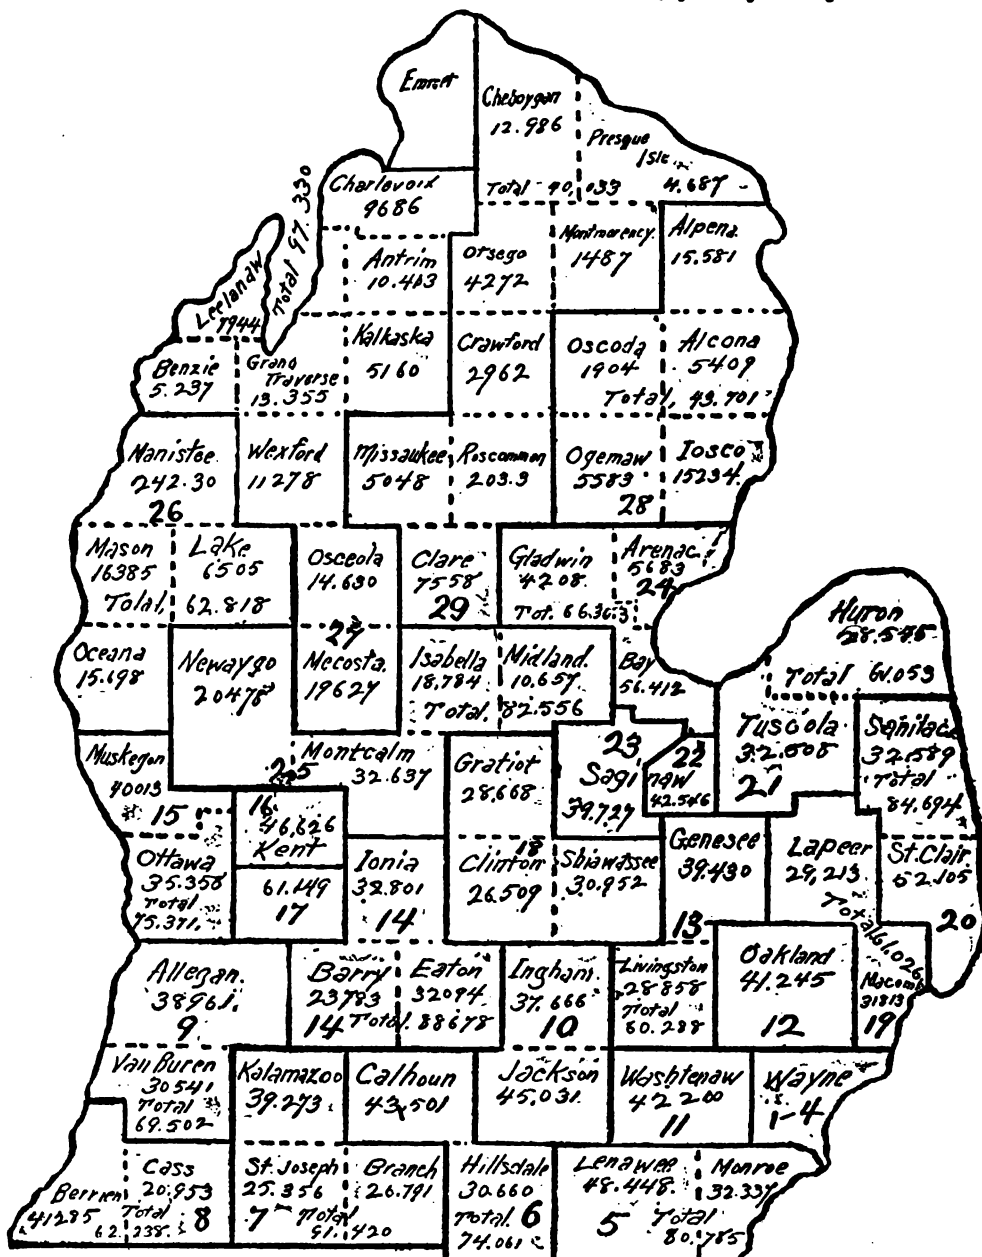 Emmet
Cheboygan
12.986
Presque
Isle
4.687
Total 40,033
Charlevoix
9686
Total 97.330
Leelanaw
7944
Antrim
10.413
Otsego
4272
Montmorency
1487
Alpena
15.581
Benzie
5.237
Grand
Traverse
13.355
Kalkaska
5160
Crawford
2962
Oscoda
1904
Alcona
5409
Total, 43.701
Manistee
242.30
26
Wexford
11278
Missaukee
5048
Roscommon
203.3
Ogemaw
5583
28
Iosco
15234
Mason
16385
Lake
6505
Total, 62.818
Osceola
14.630
27
Clare
7558
29
Gladwin
4208
Tot. 66.363
Arenac
5683
24
Huron
28.545
Total 61.053
Oceana
15.698
Newaygo
20478
Mecosta
19627
Isabella
18,784
Midland
10.657
Total. 82.556
Bay
56.412
Tuscola
32.508
21
Sanilac
32.589
Total
84.694
Muskegon
40013
15
25
Montcalm
32.637
Gratiot
28.668
23
Saginaw
39.727
22
42.546
16
46.626
Kent
61.149
17
Ottawa
35.358
Total
75.371
Ionia
32.801
14
18
Clinton
26.509
Shiawassee
30.952
Genesee
39.430
13
Lapeer
29,213
Total 61.026
St. Clair
52.105
20
Allegan
38961
9
Barry
23783
14
Eaton
32094
Total. 88678
Ingham
37.666
10
Livingston
28858
Total
60.288
Oakland
41.245
12
Macomb
31813
19
Van Buren
30541
Total
69.502
Kalamazoo
39.273
Calhoun
43,501
Jackson
45.031
Washtenaw
42200
11
Wayne
1-4
Berrien
41285
Cass
20.953
Total
62.238
8
St. Joseph
25.356
7
Branch
26.791
Total
91.420
Hillsdale
30.660
Total. 6
74.061
Lenawee
48.448
5
Monroe
32.337
Total
80.785